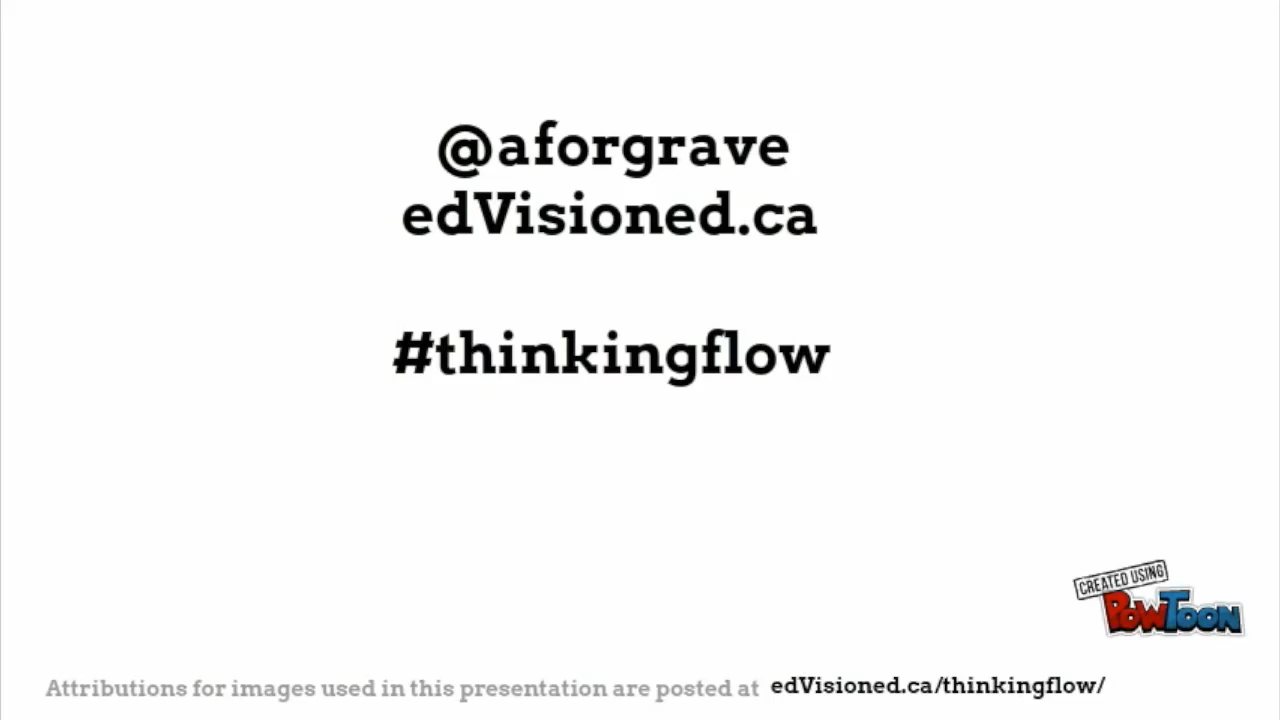 @aforgrave
edVisioned.ca
#thinkingflow
CREATED USING
POWTOON
Attributions for images used in this presentation are posted at edVisioned.ca/thinkingflow/